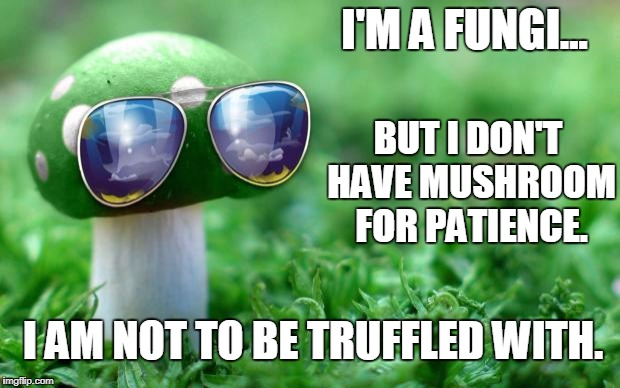 I'M A FUNGI...
BUT I DON'T
HAVE MUSHROOM
FOR PATIENCE.
I AM NOT TO BE TRUFFLED WITH.
imgflip.com